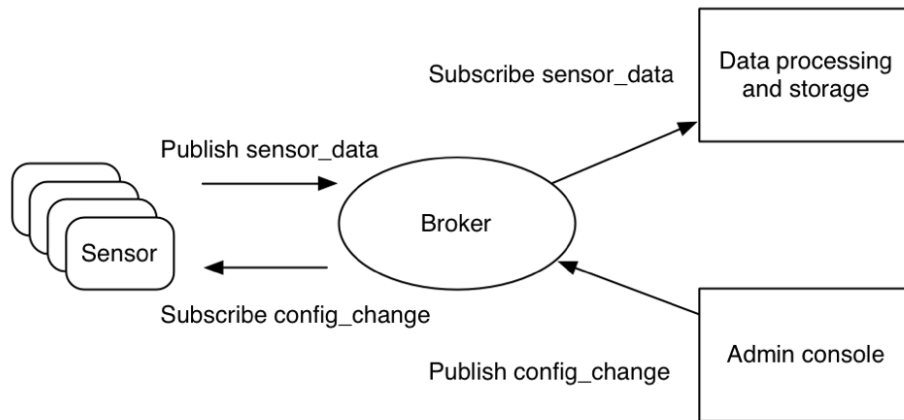 Data processing
and storage
Subscribe sensor_data
Publish sensor_data
Broker
Sensor
Subscribe config_change
Admin console
Publish config_change